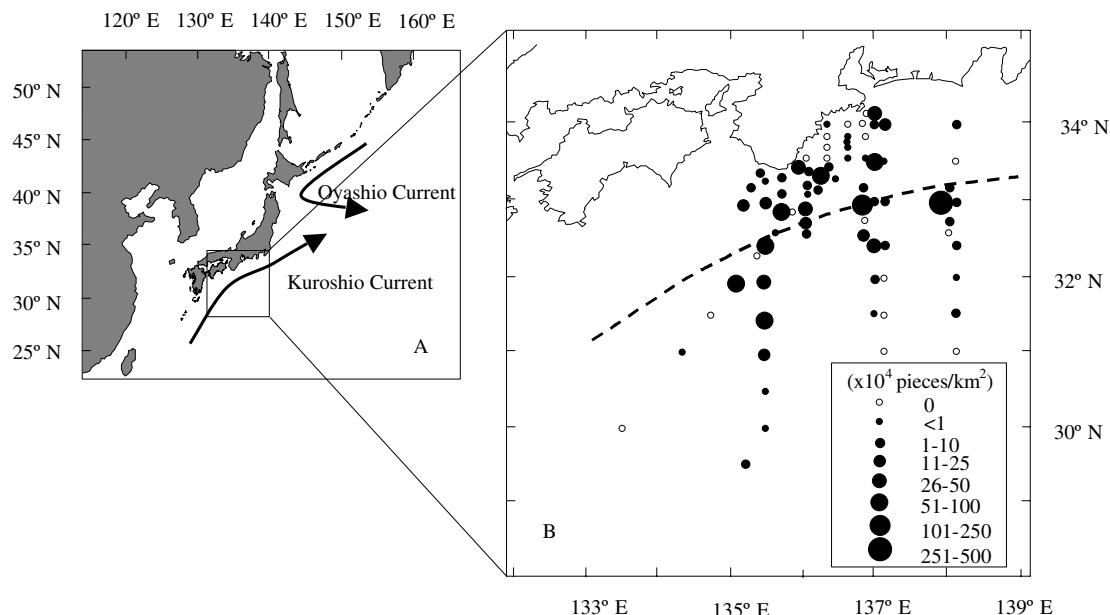 120º E 130º E 140º E 150º E 160º E
50º N
45º N
40º N
35º N
30º N
25º N
Oyashio Current
Kuroshio Current
A
34º N
32º N
30º N
(x10⁴ pieces/km²)
0
<1
1-10
11-25
26-50
51-100
101-250
251-500
B
133º E 135º E 137º E 139º E